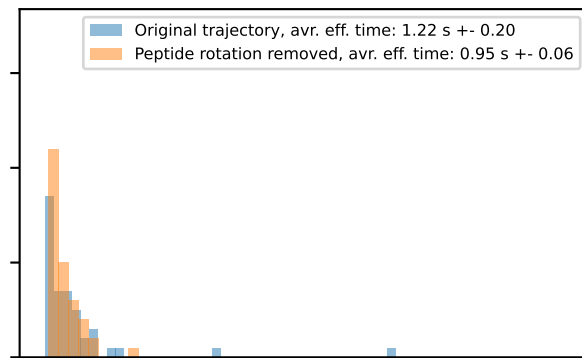 Original trajectory, avr. eff. time: 1.22 s +- 0.20
Peptide rotation removed, avr. eff. time: 0.95 s +- 0.06